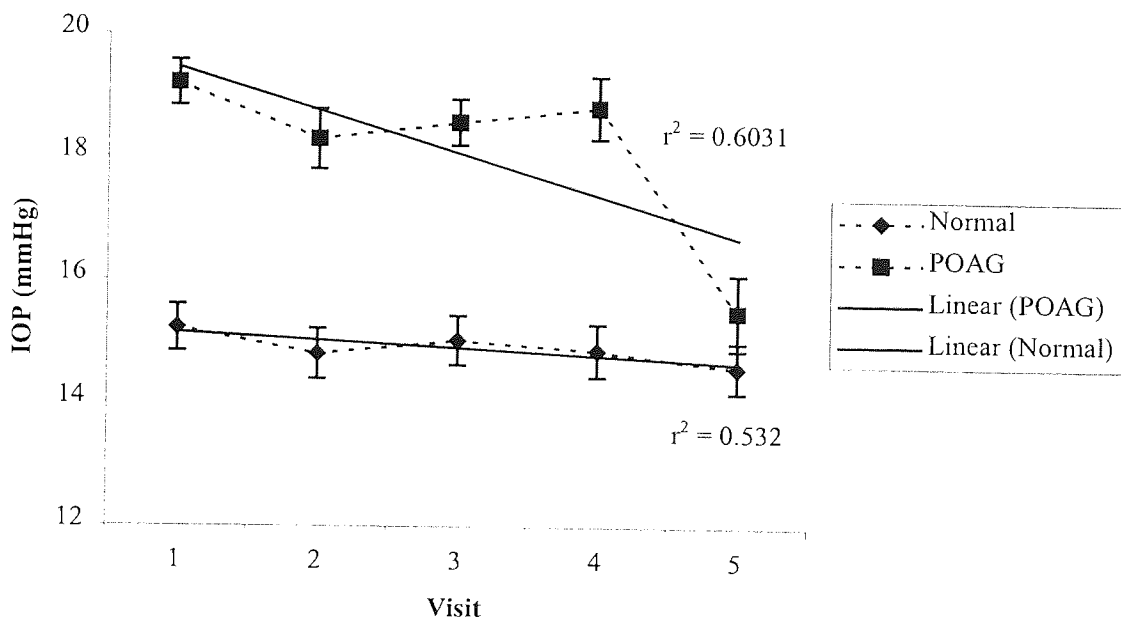 20
18
16
14
12
IOP (mmHg)
1 2 3 4 5
Visit
r² = 0.6031
r² = 0.532
Normal
POAG
Linear (POAG)
Linear (Normal)